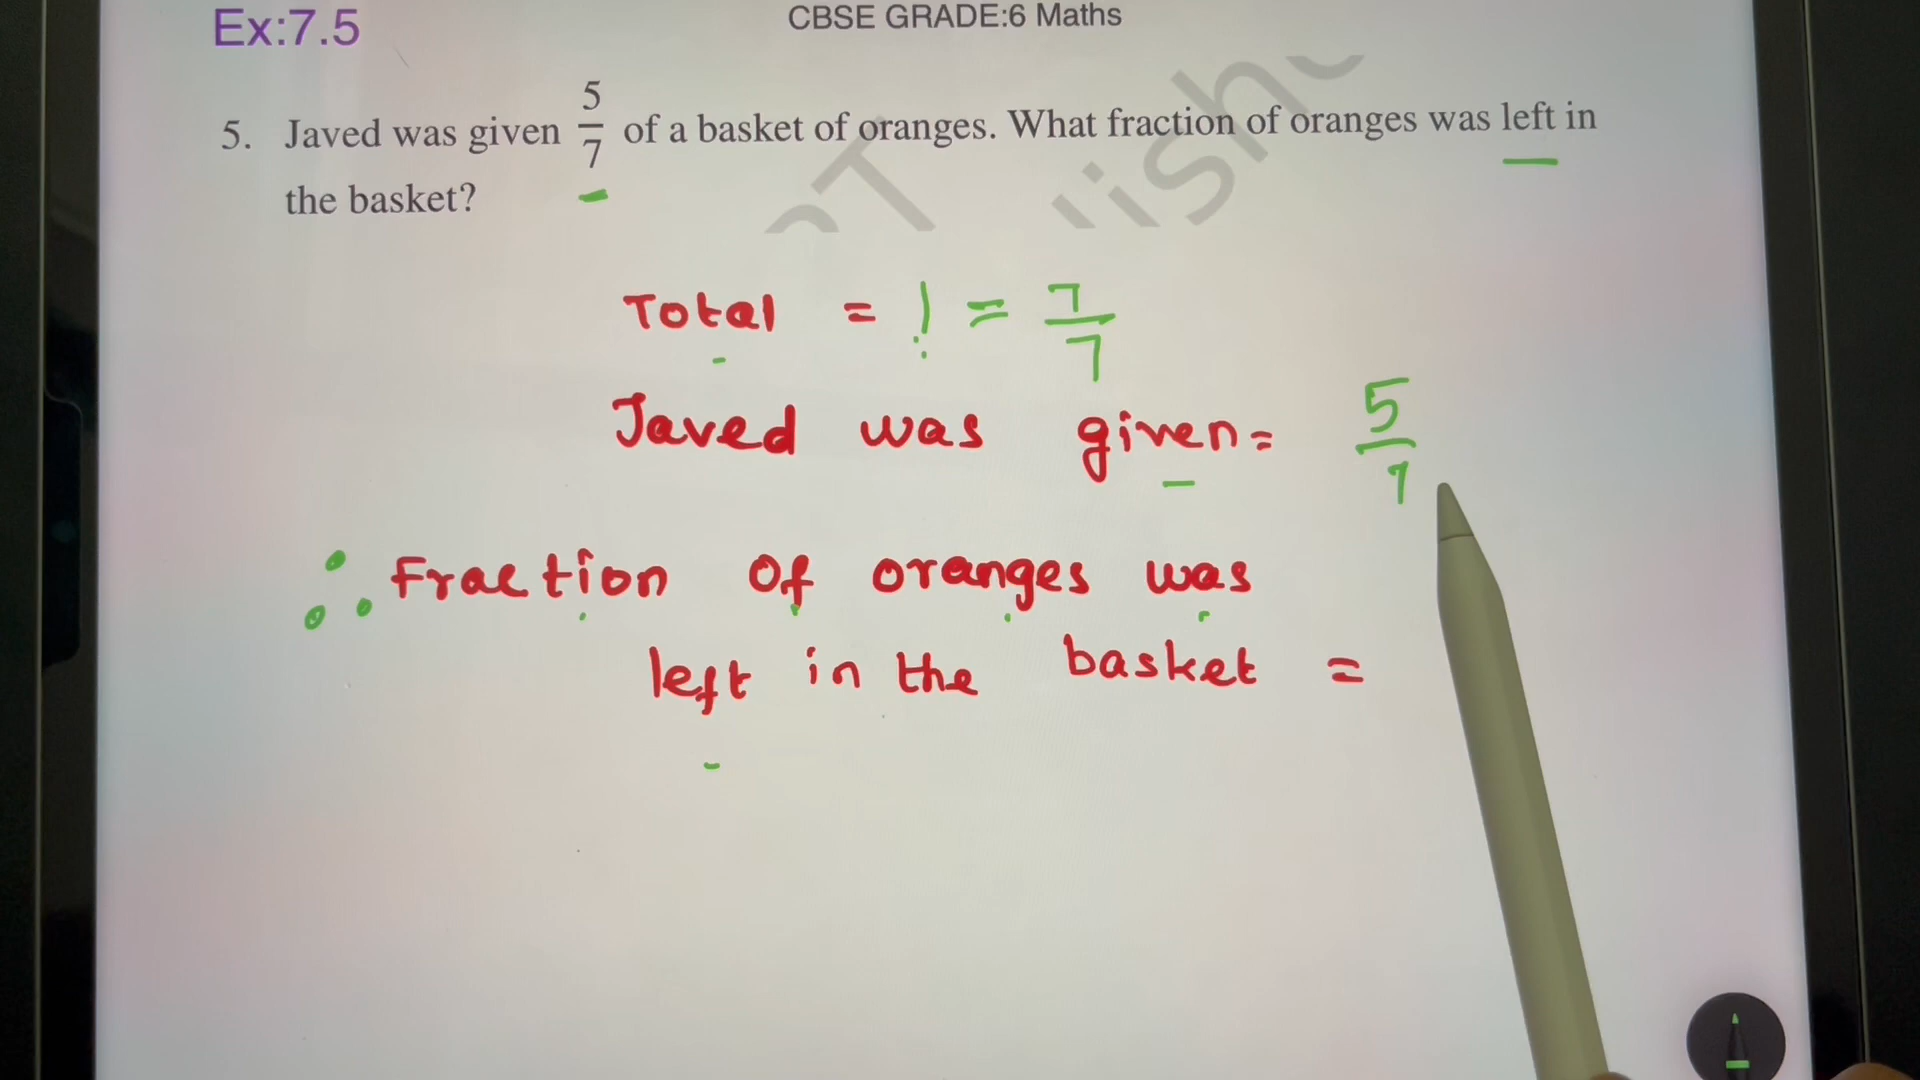 Ex:7.5
CBSE GRADE:6 Maths
5. Javed was given 5/7 of a basket of oranges. What fraction of oranges was left in
the basket?
Total = 1 = 7/7
Javed was given = 5/7
∴ Fraction Of oranges was
left in the basket =